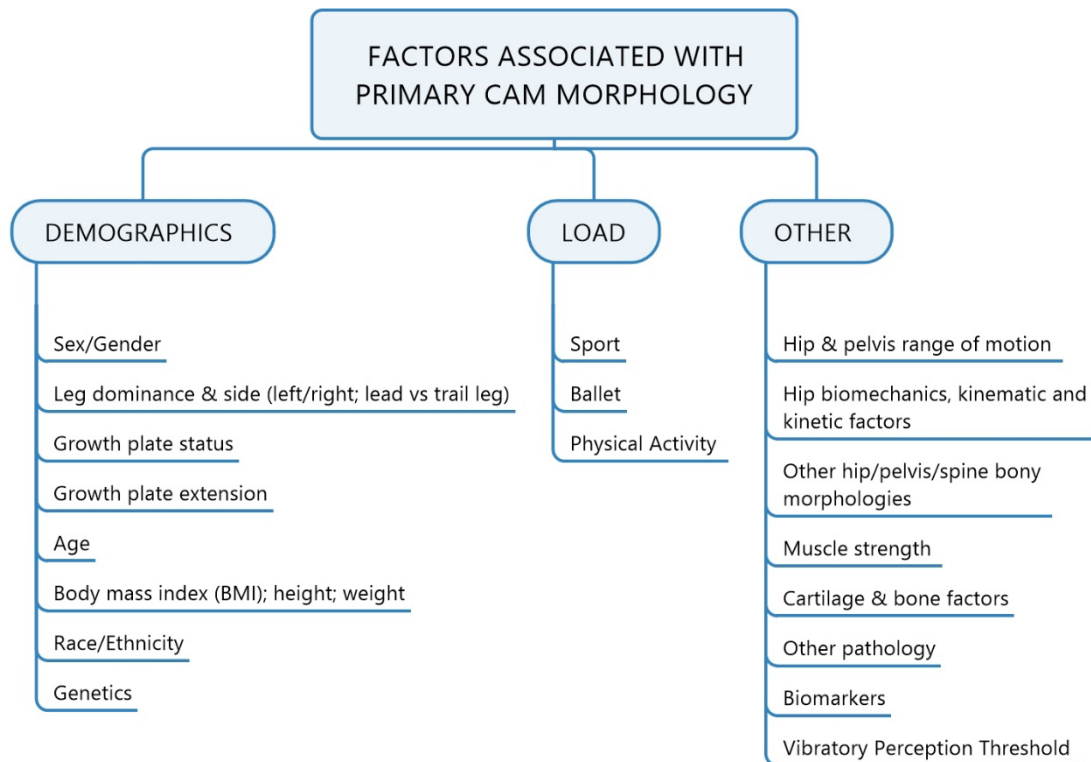 FACTORS ASSOCIATED WITH
PRIMARY CAM MORPHOLOGY
DEMOGRAPHICS
Sex/Gender
Leg dominance & side (left/right; lead vs trail leg)
Growth plate status
Growth plate extension
Age
Body mass index (BMI); height; weight
Race/Ethnicity
Genetics
LOAD
Sport
Ballet
Physical Activity
OTHER
Hip & pelvis range of motion
Hip biomechanics, kinematic and
kinetic factors
Other hip/pelvis/spine bony
morphologies
Muscle strength
Cartilage & bone factors
Other pathology
Biomarkers
Vibratory Perception Threshold